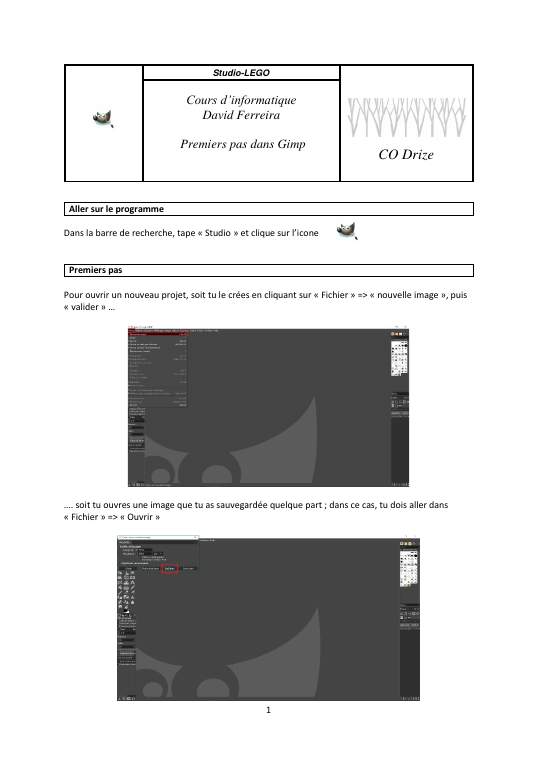 Studio-LEGO
Cours d’informatique
David Ferreira
Premiers pas dans Gimp
CO Drize
Aller sur le programme
Dans la barre de recherche, tape « Studio » et clique sur l’icone
Premiers pas
Pour ouvrir un nouveau projet, soit tu le crées en cliquant sur « Fichier » => « nouvelle image », puis
« valider » …
…. soit tu ouvres une image que tu as sauvegardée quelque part ; dans ce cas, tu dois aller dans
« Fichier » => « Ouvrir »
1